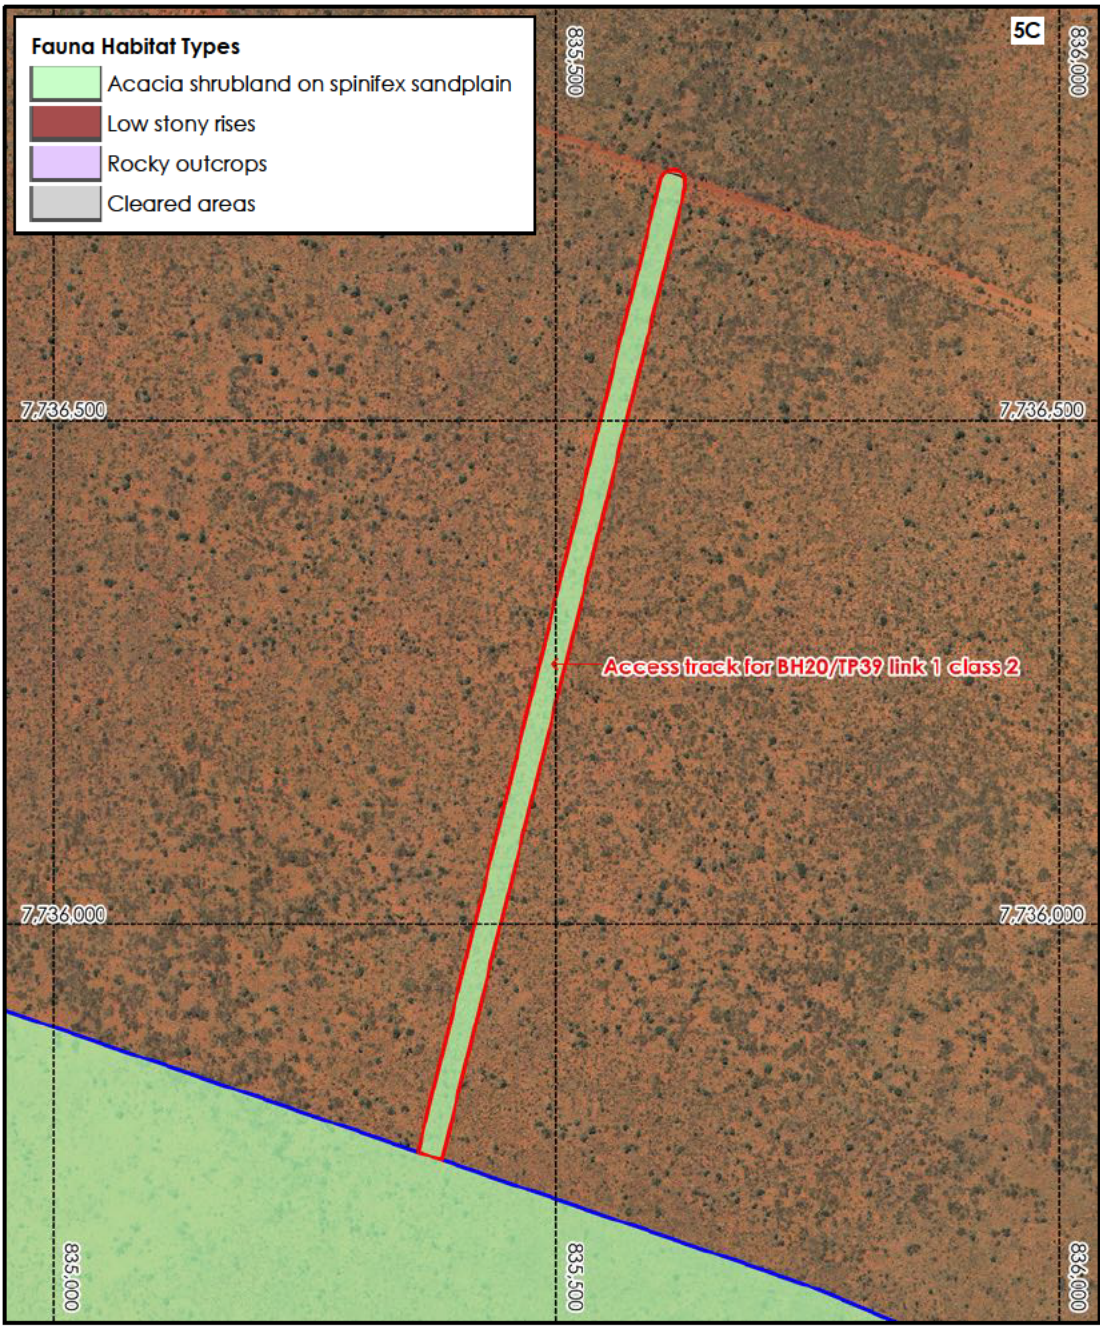 Fauna Habitat Types
Acacia shrubland on spinifex sandplain
Low stony rises
Rocky outcrops
Cleared areas
5C
835,500
836,000
7,736,500
7,736,500
Access track for BH20/TP39 link 1 class 2
7,736,000
7,736,000
835,000
835,500
836,000